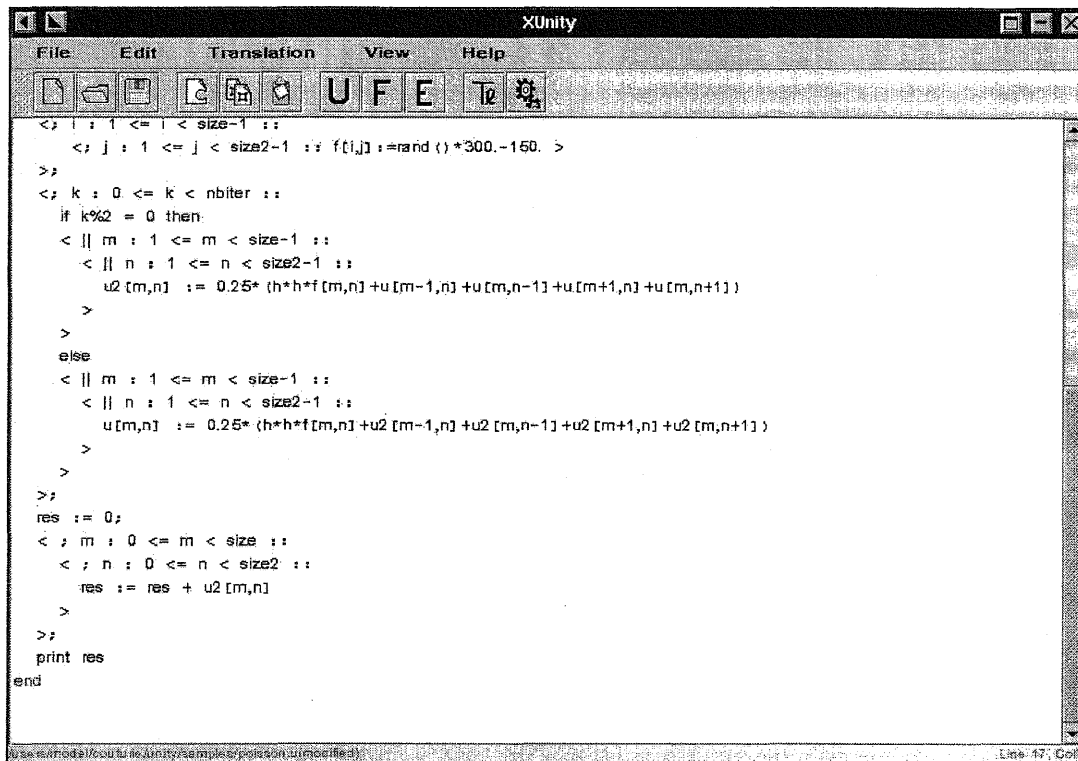 XUnity
File Edit Translation View Help
U F E
<; i : 1 <= i < size-1 ::
<; j : 1 <= j < size2-1 :: f[i,j]:=rand()*300.-150. >
>;
<; k : 0 <= k < nbiter ::
if k%2 = 0 then
< || m : 1 <= m < size-1 ::
< || n : 1 <= n < size2-1 ::
u2[m,n] := 0.25*(h*h*f[m,n]+u[m-1,n]+u[m,n-1]+u[m+1,n]+u[m,n+1])
>
>
else
< || m : 1 <= m < size-1 ::
< || n : 1 <= n < size2-1 ::
u[m,n] := 0.25*(h*h*f[m,n]+u2[m-1,n]+u2[m,n-1]+u2[m+1,n]+u2[m,n+1])
>
>
>;
res := 0;
< ; m : 0 <= m < size ::
< ; n : 0 <= n < size2 ::
res := res + u2[m,n]
>
>;
print res
end
Line 17, Col